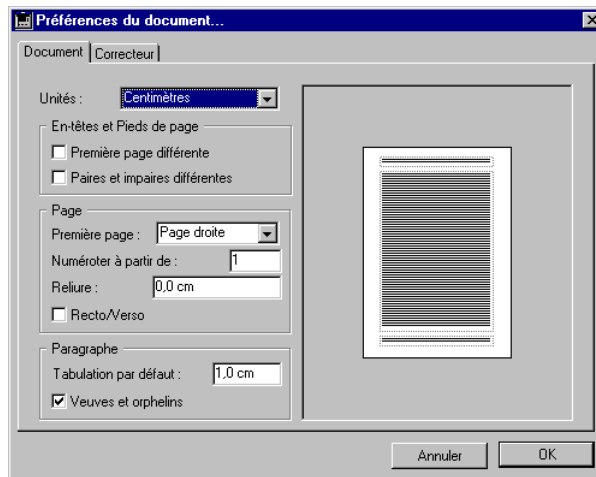 Préférences du document...
Document
Correcteur
Unités :
Centimètres
En-têtes et Pieds de page
Première page différente
Paires et impaires différentes
Page
Première page :
Page droite
Numéroter à partir de :
1
Reliure :
0,0 cm
Recto/Verso
Paragraphe
Tabulation par défaut :
1,0 cm
Veuves et orphelins
Annuler
OK